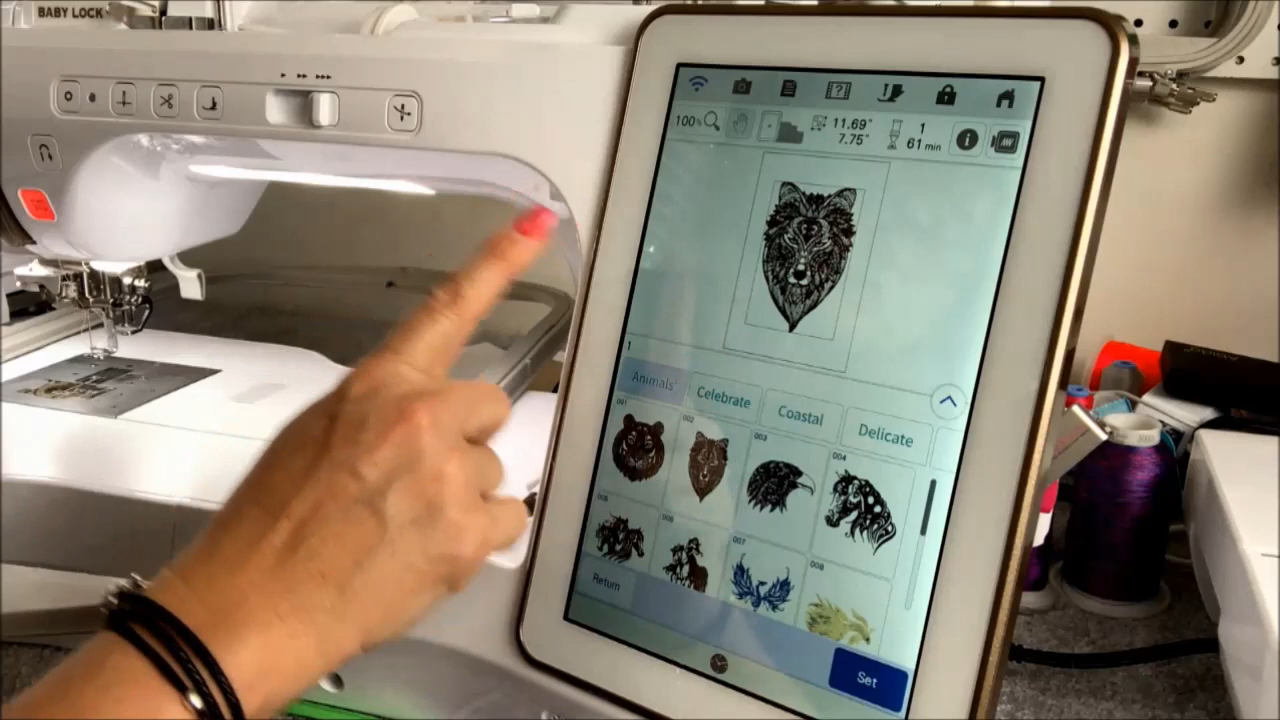 BABY LOCK
100%
11.69"
7.75"
1
61 min
1
Animals
Celebrate
Coastal
Delicate
001
002
003
004
005
006
007
008
Return
Set